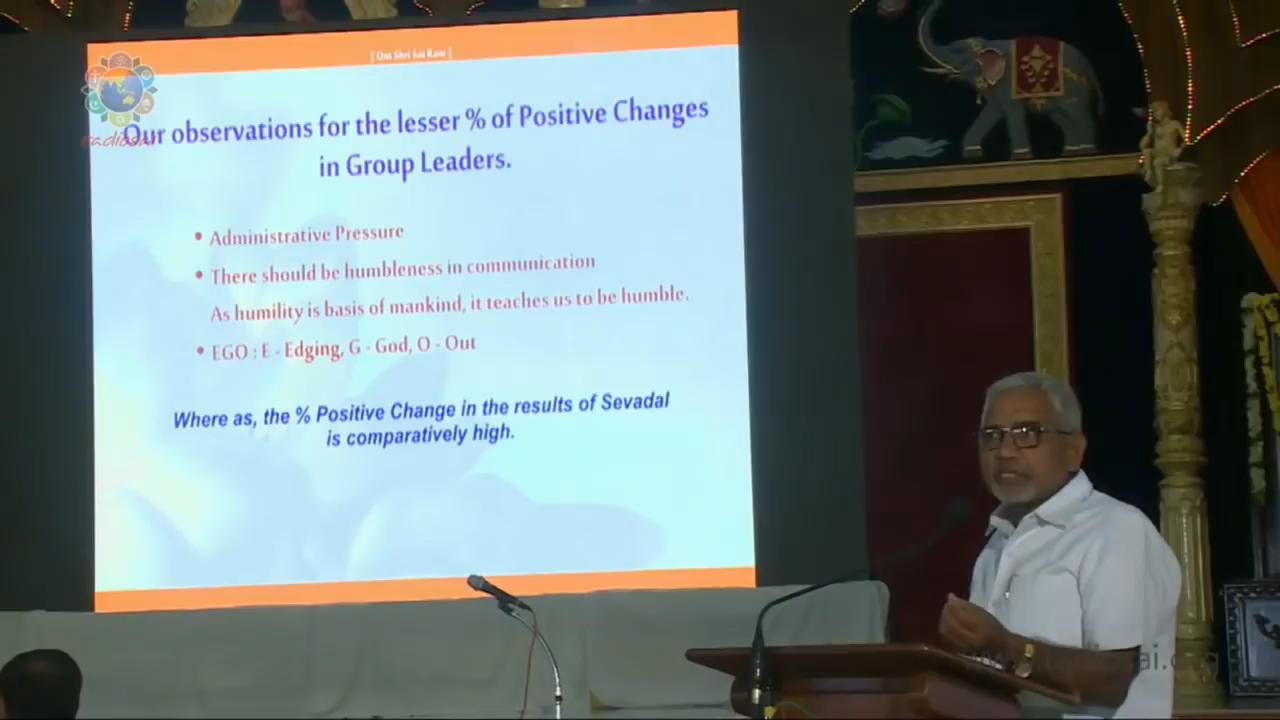 | Om Shri Sai Ram |
Our observations for the lesser % of Positive Changes
in Group Leaders.
• Administrative Pressure
• There should be humbleness in communication
As humility is basis of mankind, it teaches us to be humble.
• EGO : E - Edging, G - God, O - Out
Where as, the % Positive Change in the results of Sevadal
is comparatively high.
radiosai